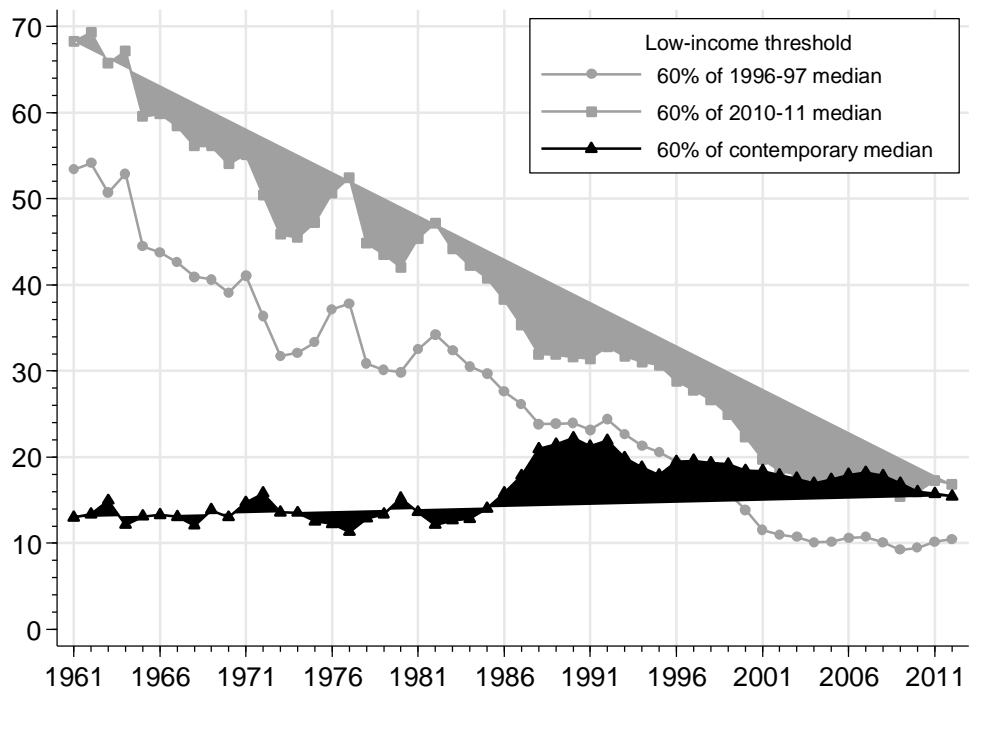 70
60
50
40
30
20
10
0
Low-income threshold
60% of 1996-97 median
60% of 2010-11 median
60% of contemporary median
1961 1966 1971 1976 1981 1986 1991 1996 2001 2006 2011